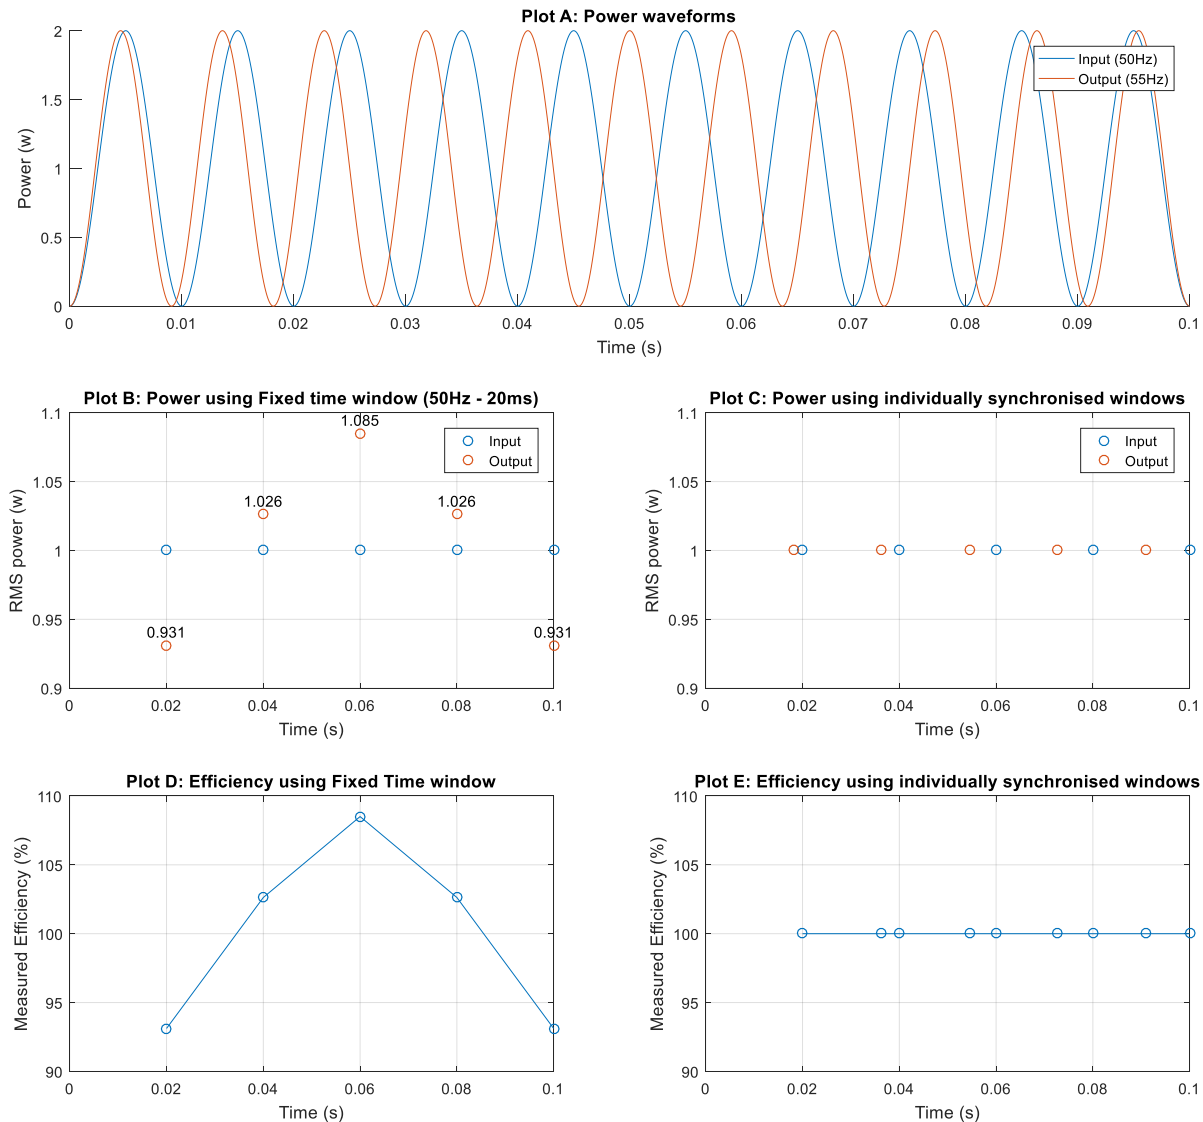 Plot A: Power waveforms
Power (w)
2
1.5
1
0.5
0
Input (50Hz)
Output (55Hz)
0 0.01 0.02 0.03 0.04 0.05 0.06 0.07 0.08 0.09 0.1
Time (s)
Plot B: Power using Fixed time window (50Hz - 20ms)
RMS power (w)
1.1
1.05
1
0.95
0.9
1.085
1.026 1.026
0.931 0.931
Input
Output
0 0.02 0.04 0.06 0.08 0.1
Time (s)
Plot C: Power using individually synchronised windows
RMS power (w)
1.1
1.05
1
0.95
0.9
Input
Output
0 0.02 0.04 0.06 0.08 0.1
Time (s)
Plot D: Efficiency using Fixed Time window
Measured Efficiency (%)
110
105
100
95
90
0 0.02 0.04 0.06 0.08 0.1
Time (s)
Plot E: Efficiency using individually synchronised windows
Measured Efficiency (%)
110
105
100
95
90
0 0.02 0.04 0.06 0.08 0.1
Time (s)